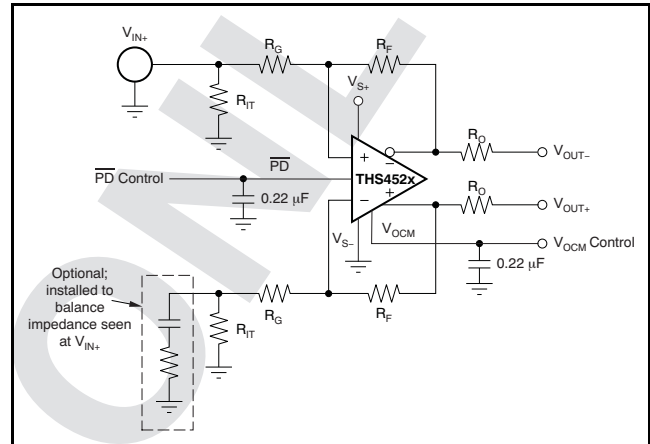 V_IN+
R_G
R_F
V_S+
R_IT
R_O
V_OUT−
+
−
PD
PD Control
THS452x
0.22 μF
−
+
R_O
V_OUT+
V_S−
V_OCM
V_OCM Control
0.22 μF
Optional;
installed to
balance
impedance seen
at V_IN+
R_G
R_F
R_IT